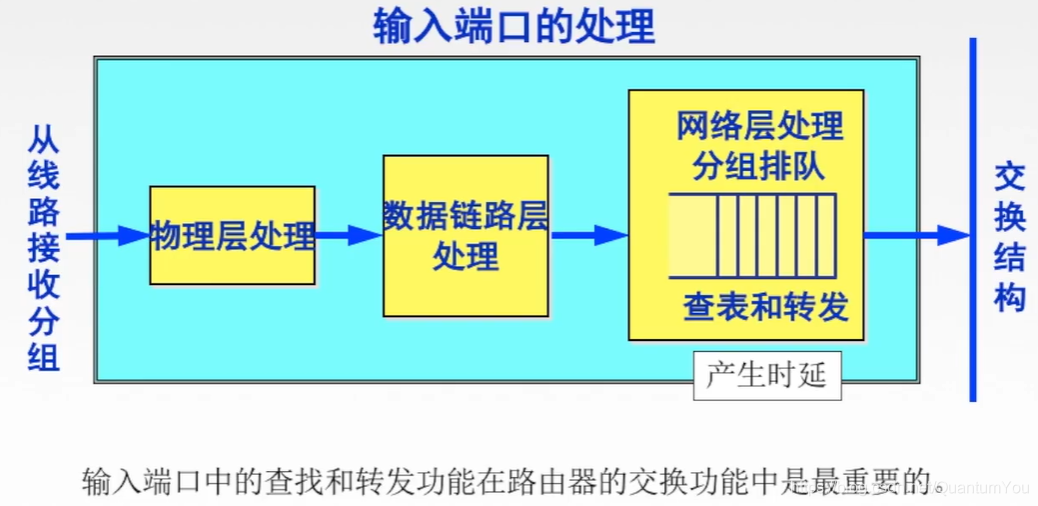 输入端口的处理
从线路接收分组
物理层处理
数据链路层
处理
网络层处理
分组排队
查表和转发
产生时延
交换结构
输入端口中的查找和转发功能在路由器的交换功能中是最重要的。